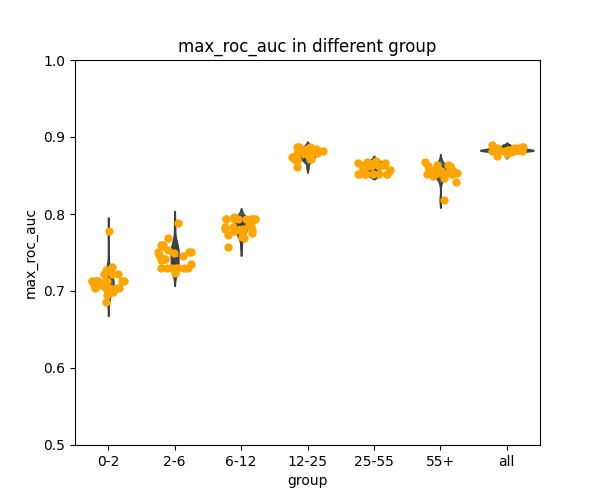 max_roc_auc in different group
1.0
0.9
0.8
0.7
0.6
0.5
max_roc_auc
0-2 2-6 6-12 12-25 25-55 55+ all
group